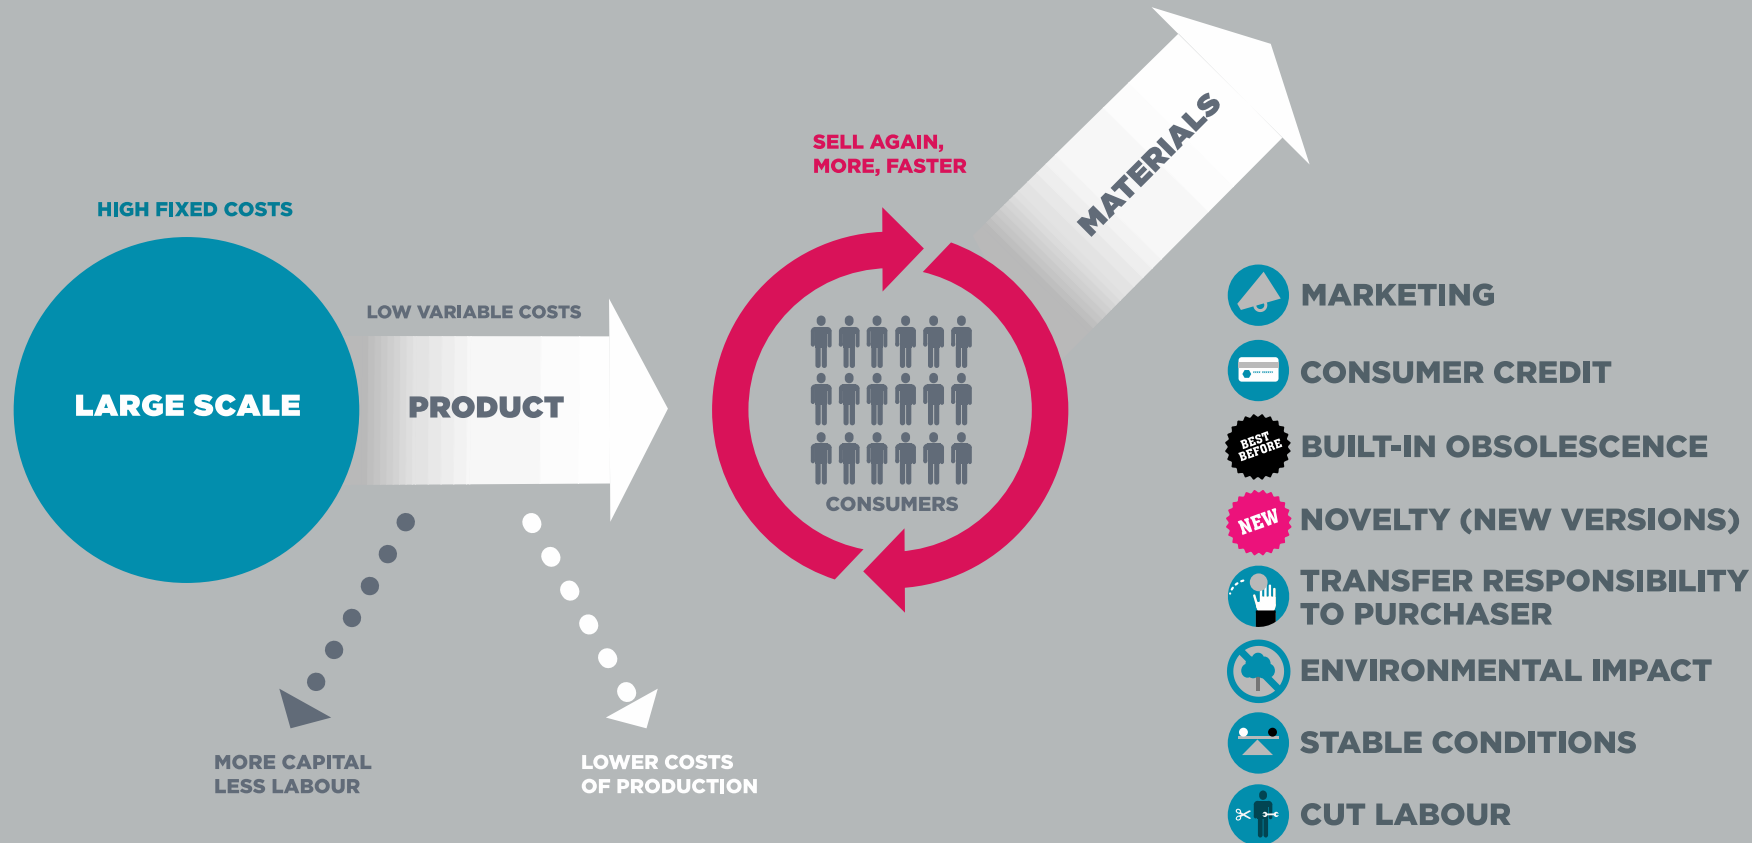 HIGH FIXED COSTS
LARGE SCALE
LOW VARIABLE COSTS
PRODUCT
MORE CAPITAL
LESS LABOUR
LOWER COSTS
OF PRODUCTION
SELL AGAIN,
MORE, FASTER
CONSUMERS
MATERIALS
MARKETING
CONSUMER CREDIT
BEST
BEFORE
BUILT-IN OBSOLESCENCE
NEW
NOVELTY (NEW VERSIONS)
TRANSFER RESPONSIBILITY
TO PURCHASER
ENVIRONMENTAL IMPACT
STABLE CONDITIONS
CUT LABOUR